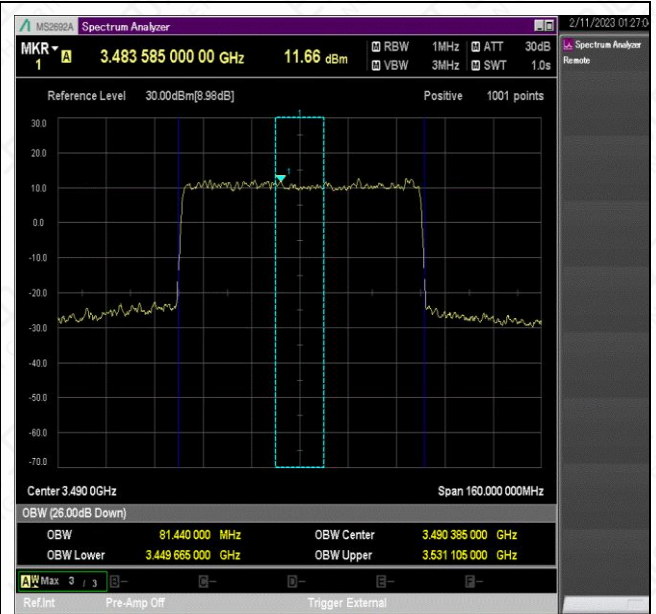 MS2692A Spectrum Analyzer
2/11/2023 01:27:0
MKR 1 A 3.483 585 000 00 GHz 11.66 dBm
M RBW 1MHz M ATT 30dB
M VBW 3MHz M SWT 1.0s
Spectrum Analyzer
Remote
Reference Level 30.00dBm[8.98dB] Positive 1001 points
1
30.0
20.0
1
10.0
0.0
-10.0
-20.0
-30.0
-40.0
-50.0
-60.0
-70.0
Center 3.490 0GHz Span 160.000 000MHz
OBW (26.00dB Down)
OBW 81.440 000 MHz OBW Center 3.490 385 000 GHz
OBW Lower 3.449 665 000 GHz OBW Upper 3.531 105 000 GHz
A W Max 3 / 3 B- C- D- E- F-
Ref.Int Pre-Amp Off Trigger External